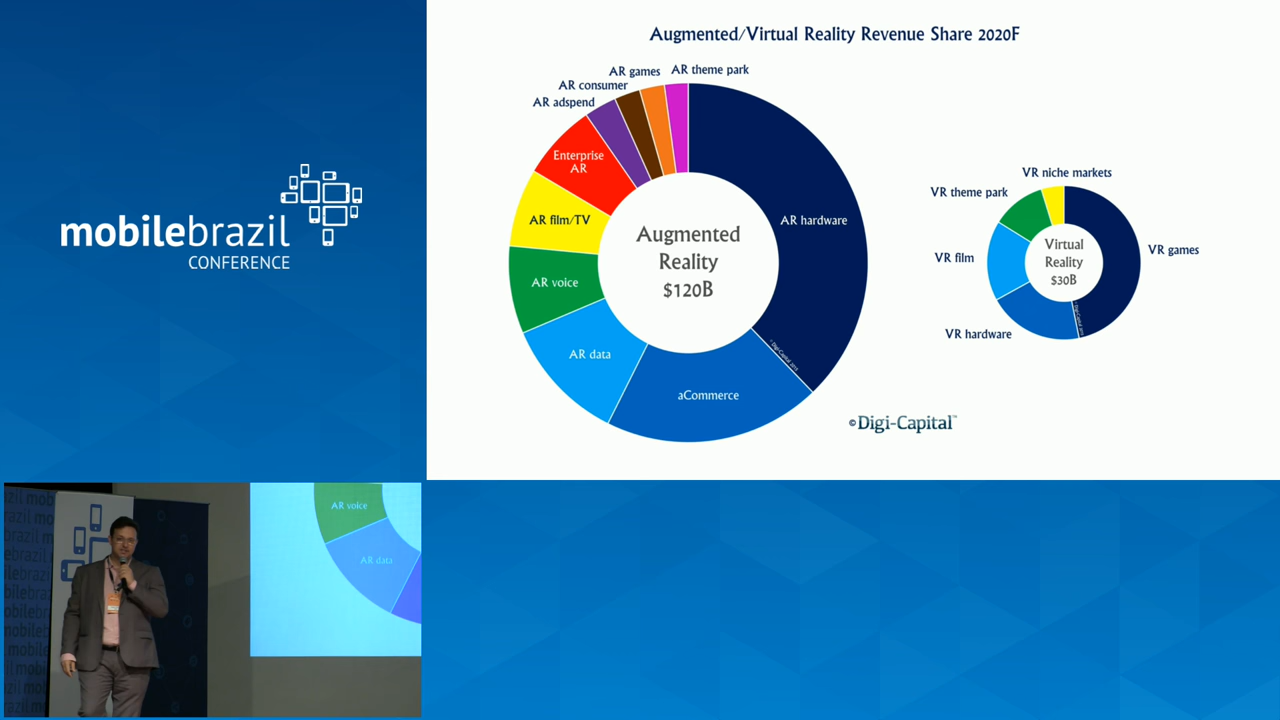 mobilebrazil
CONFERENCE
Augmented/Virtual Reality Revenue Share 2020F
AR games
AR theme park
AR consumer
AR adspend
Enterprise
AR
AR film/TV
AR hardware
Augmented
Reality
$120B
AR voice
AR data
aCommerce
VR niche markets
VR theme park
VR film
Virtual
Reality
$30B
VR games
VR hardware
© Digi-Capital™
AR voice
AR data